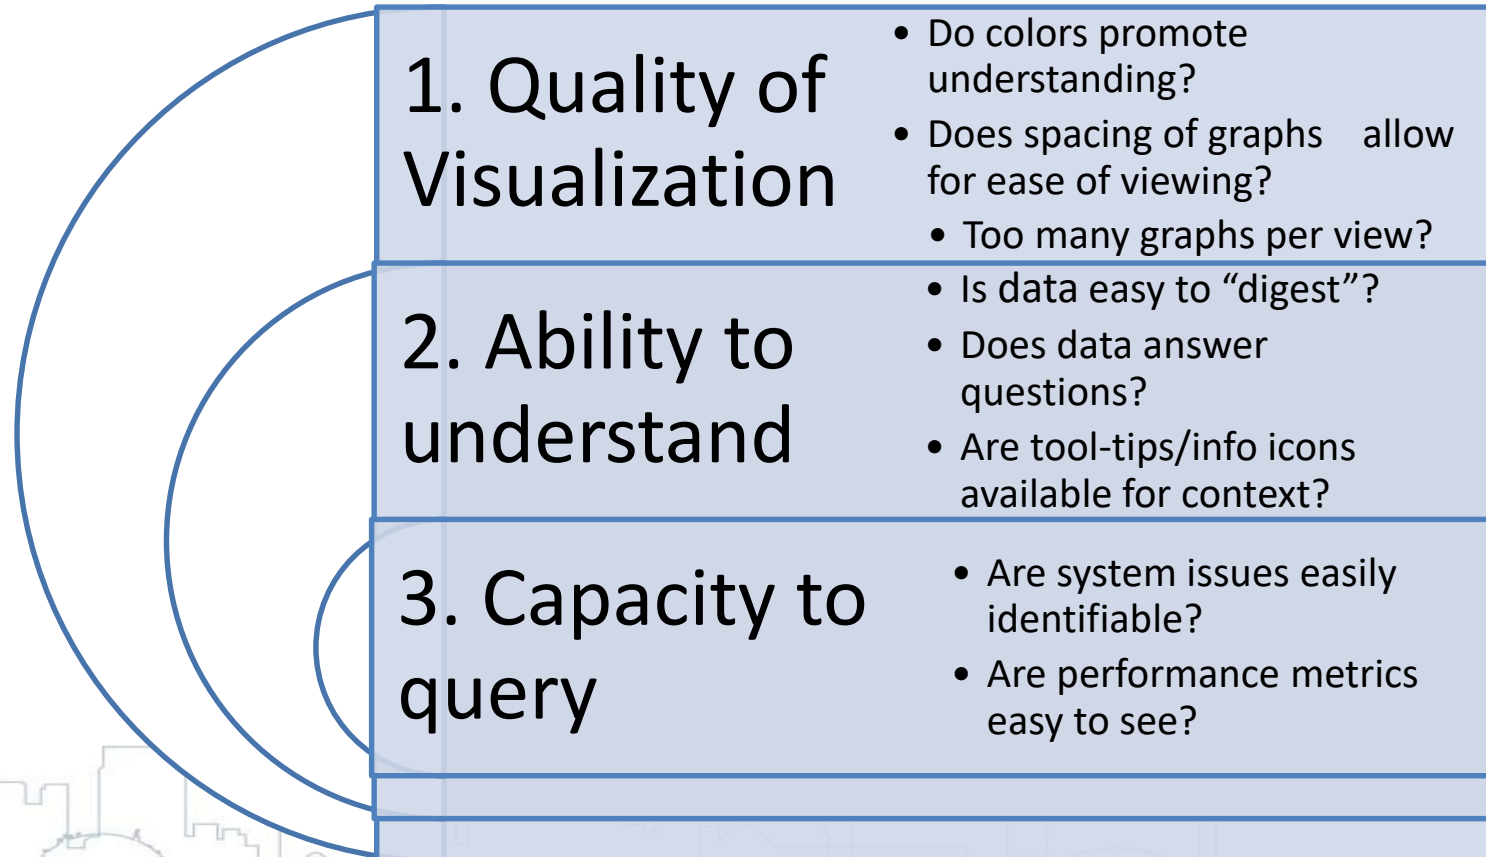 1. Quality of
Visualization
• Do colors promote
understanding?
• Does spacing of graphs allow
for ease of viewing?
• Too many graphs per view?
2. Ability to
understand
• Is data easy to “digest”?
• Does data answer
questions?
• Are tool-tips/info icons
available for context?
3. Capacity to
query
• Are system issues easily
identifiable?
• Are performance metrics
easy to see?